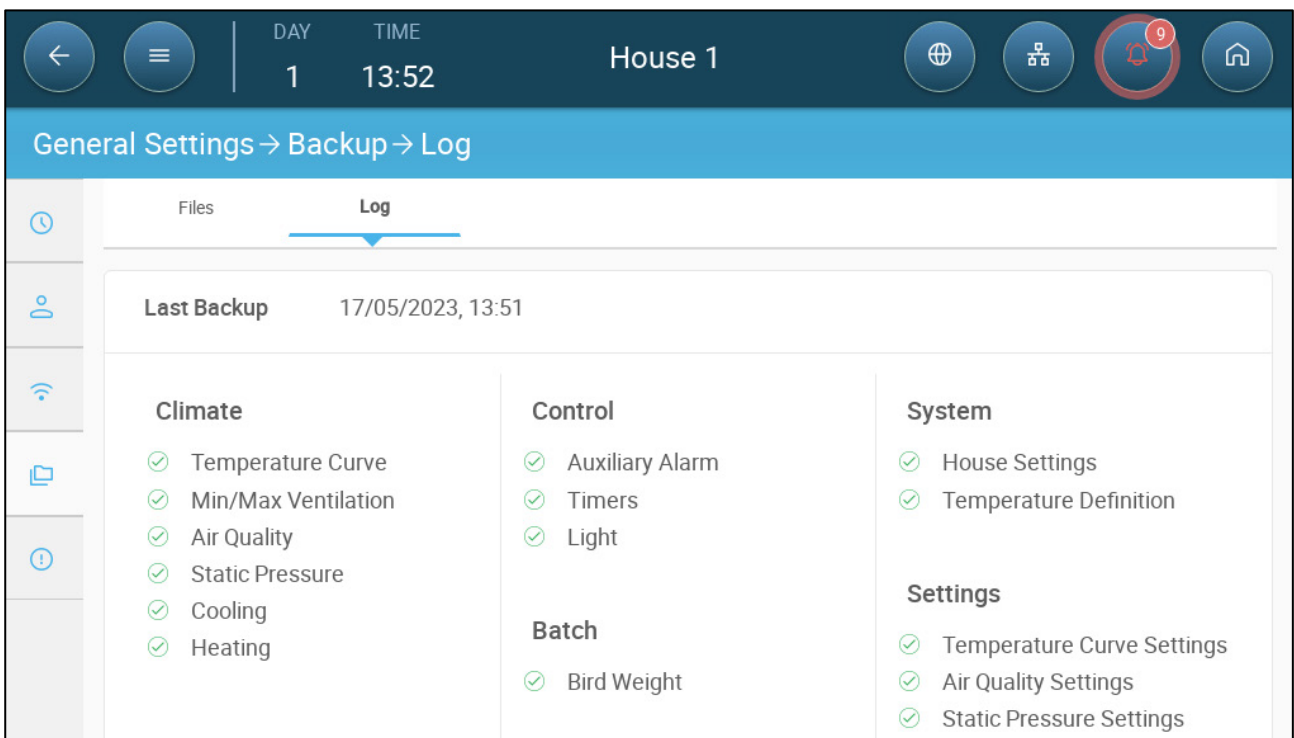 DAY TIME
1 13:52
House 1
9
General Settings → Backup → Log
Files Log
Last Backup 17/05/2023, 13:51
Climate
Temperature Curve
Min/Max Ventilation
Air Quality
Static Pressure
Cooling
Heating
Control
Auxiliary Alarm
Timers
Light
Batch
Bird Weight
System
House Settings
Temperature Definition
Settings
Temperature Curve Settings
Air Quality Settings
Static Pressure Settings